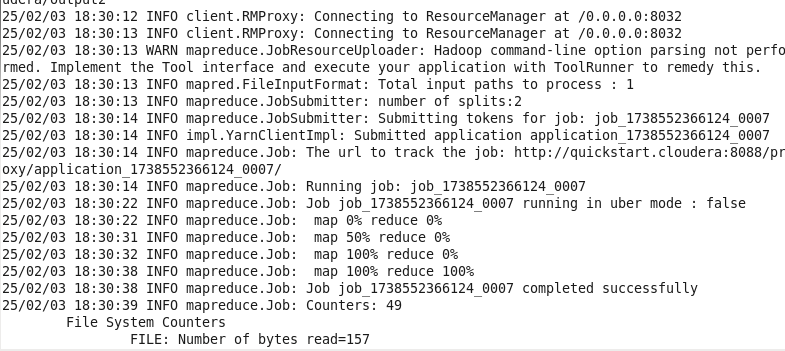 udera/output2
25/02/03 18:30:12 INFO client.RMProxy: Connecting to ResourceManager at /0.0.0.0:8032
25/02/03 18:30:13 INFO client.RMProxy: Connecting to ResourceManager at /0.0.0.0:8032
25/02/03 18:30:13 WARN mapreduce.JobResourceUploader: Hadoop command-line option parsing not perfo
rmed. Implement the Tool interface and execute your application with ToolRunner to remedy this.
25/02/03 18:30:13 INFO mapred.FileInputFormat: Total input paths to process : 1
25/02/03 18:30:13 INFO mapreduce.JobSubmitter: number of splits:2
25/02/03 18:30:14 INFO mapreduce.JobSubmitter: Submitting tokens for job: job_1738552366124_0007
25/02/03 18:30:14 INFO impl.YarnClientImpl: Submitted application application_1738552366124_0007
25/02/03 18:30:14 INFO mapreduce.Job: The url to track the job: http://quickstart.cloudera:8088/pr
oxy/application_1738552366124_0007/
25/02/03 18:30:14 INFO mapreduce.Job: Running job: job_1738552366124_0007
25/02/03 18:30:22 INFO mapreduce.Job: Job job_1738552366124_0007 running in uber mode : false
25/02/03 18:30:22 INFO mapreduce.Job:  map 0% reduce 0%
25/02/03 18:30:31 INFO mapreduce.Job:  map 50% reduce 0%
25/02/03 18:30:32 INFO mapreduce.Job:  map 100% reduce 0%
25/02/03 18:30:38 INFO mapreduce.Job:  map 100% reduce 100%
25/02/03 18:30:38 INFO mapreduce.Job: Job job_1738552366124_0007 completed successfully
25/02/03 18:30:39 INFO mapreduce.Job: Counters: 49
        File System Counters
                FILE: Number of bytes read=157